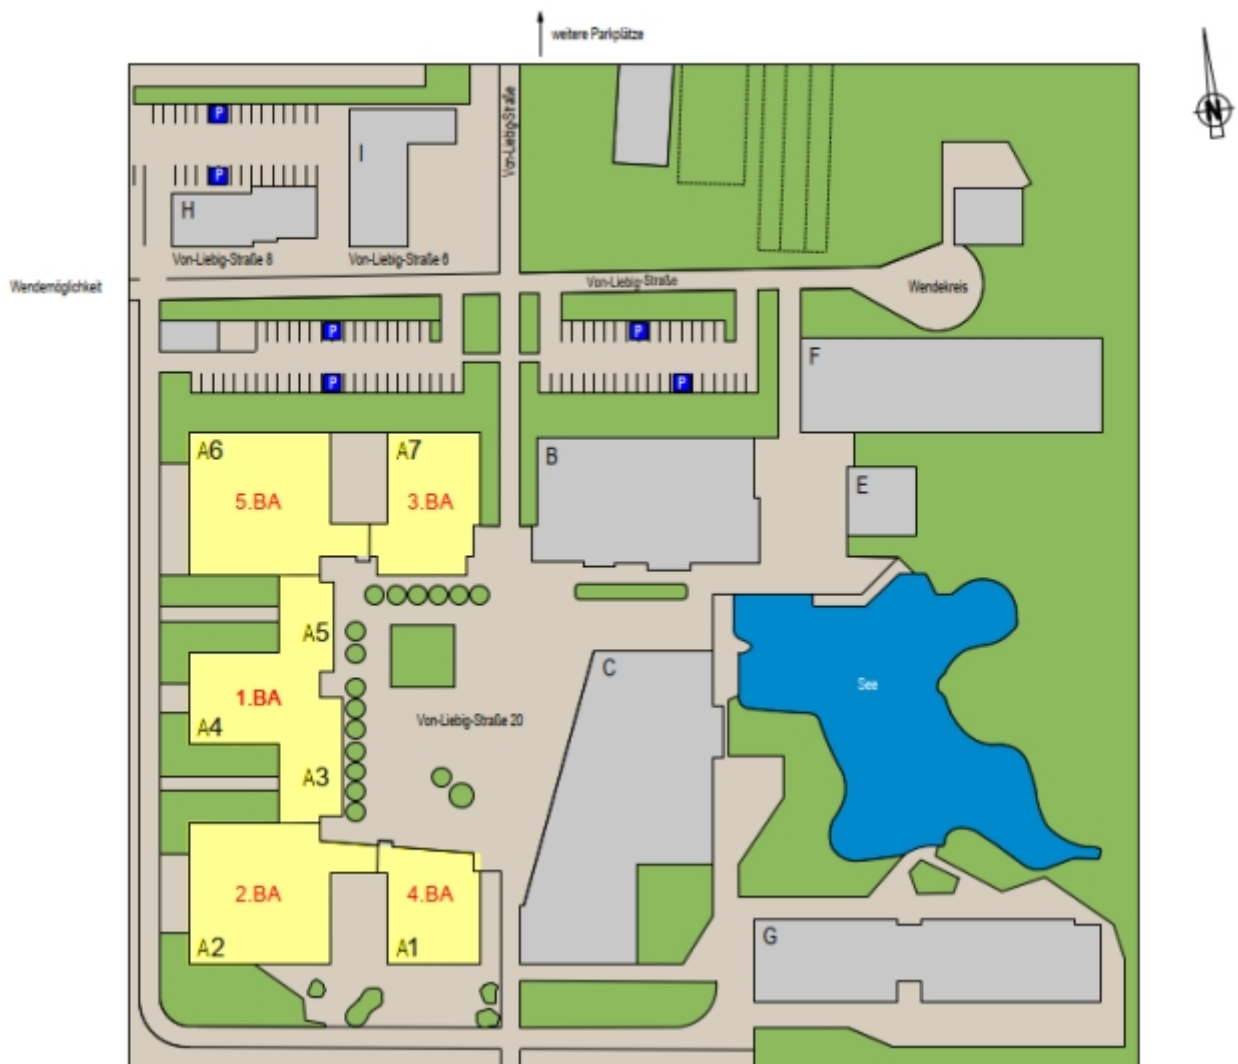 weitere Parkplätze
N
Von-Liebig-Straße
P
I
P
H
Von-Liebig-Straße 8
Von-Liebig-Straße 6
Wendemöglichkeit
Von-Liebig-Straße
Wendekreis
P
P
F
P
P
A6
A7
B
5.BA
3.BA
E
A5
C
See
1.BA
A4
Von-Liebig-Straße 20
A3
2.BA
4.BA
A2
A1
G